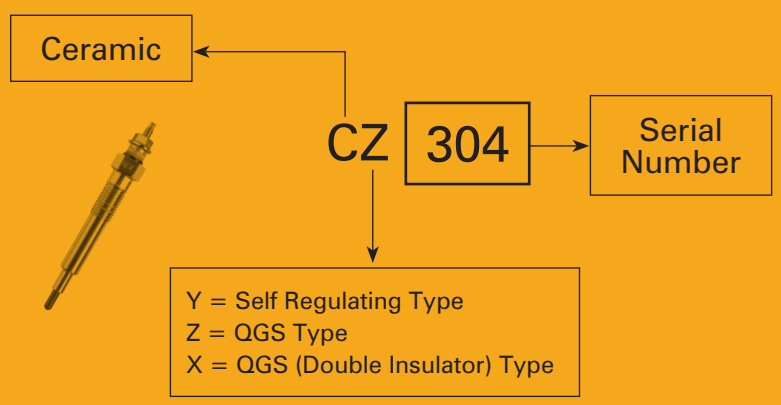 Ceramic
CZ 304
Serial
Number
Y = Self Regulating Type
Z = QGS Type
X = QGS (Double Insulator) Type